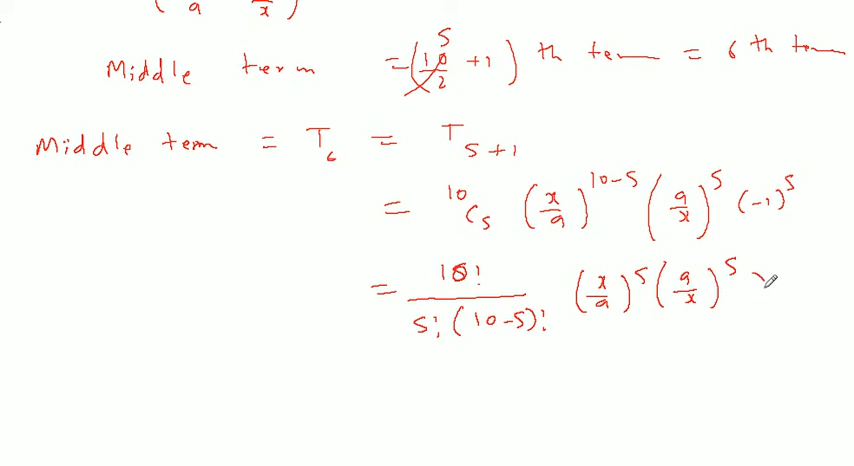 ( a x )
Middle term = (10/2 5 +1) th term = 6 th term
Middle term = T₆ = T₅₊₁
= ¹⁰C₅ (x/a)¹⁰⁻⁵ (a/x)⁵ (-1)⁵
= 10! / 5! (10-5)! (x/a)⁵ (a/x)⁵